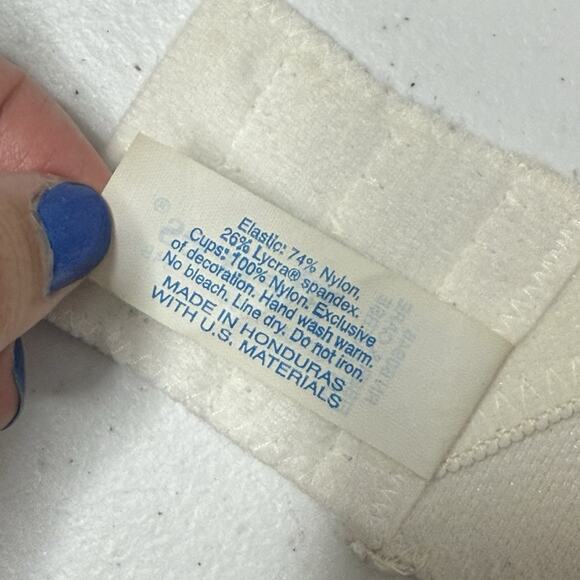 Elastic: 74% Nylon,
26% Lycra® spandex.
Cups: 100% Nylon. Exclusive
of decoration. Hand wash warm.
No bleach. Line dry. Do not iron.
MADE IN HONDURAS
WITH U.S. MATERIALS